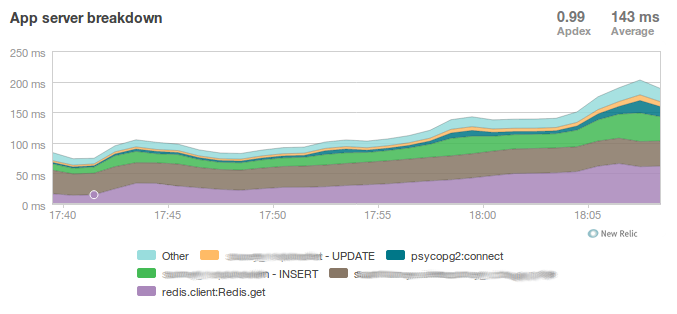 App server breakdown
0.99 143 ms
Apdex Average
250 ms
200 ms
150 ms
100 ms
50 ms
0 ms
17:40 17:45 17:50 17:55 18:00 18:05
New Relic
Other - UPDATE psycopg2:connect
- INSERT
redis.client:Redis.get